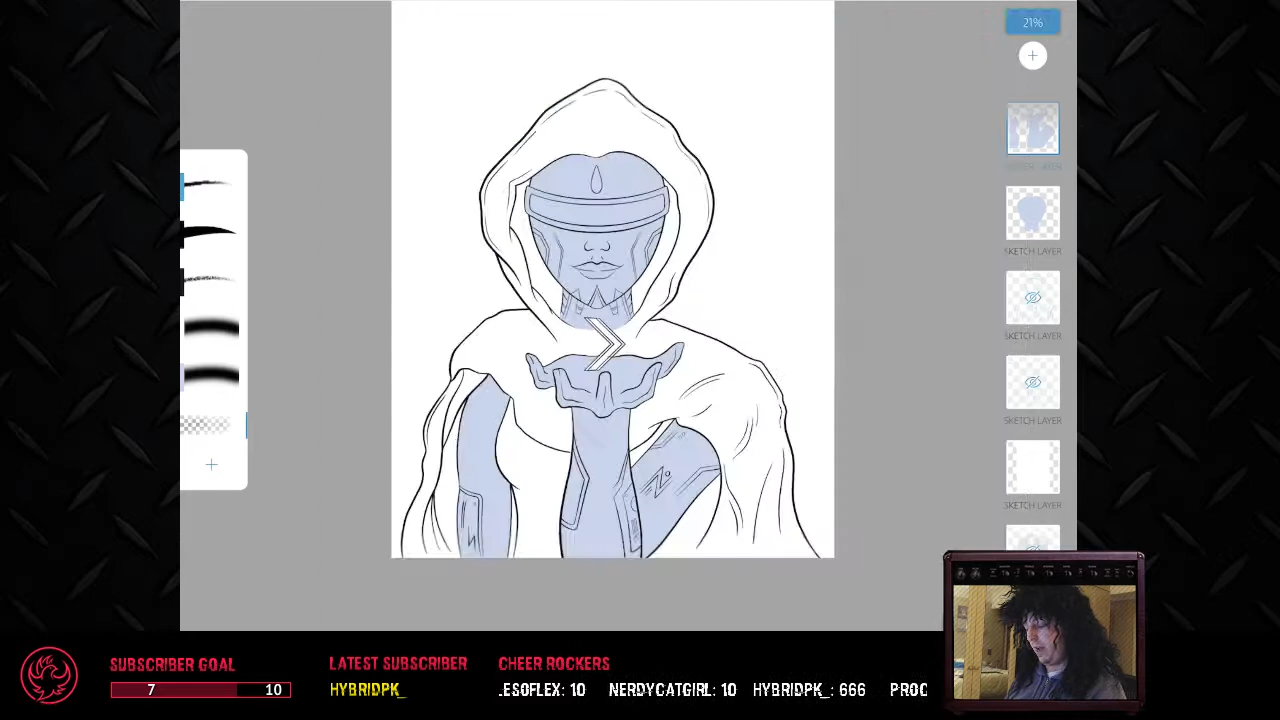 21%
SKETCH LAYER
SKETCH LAYER
SKETCH LAYER
SKETCH LAYER
SUBSCRIBER GOAL
7 10
LATEST SUBSCRIBER
HYBRIDPK_
CHEER ROCKERS
.ESOFLEX: 10 NERDYCATGIRL: 10 HYBRIDPK_: 666 PROC